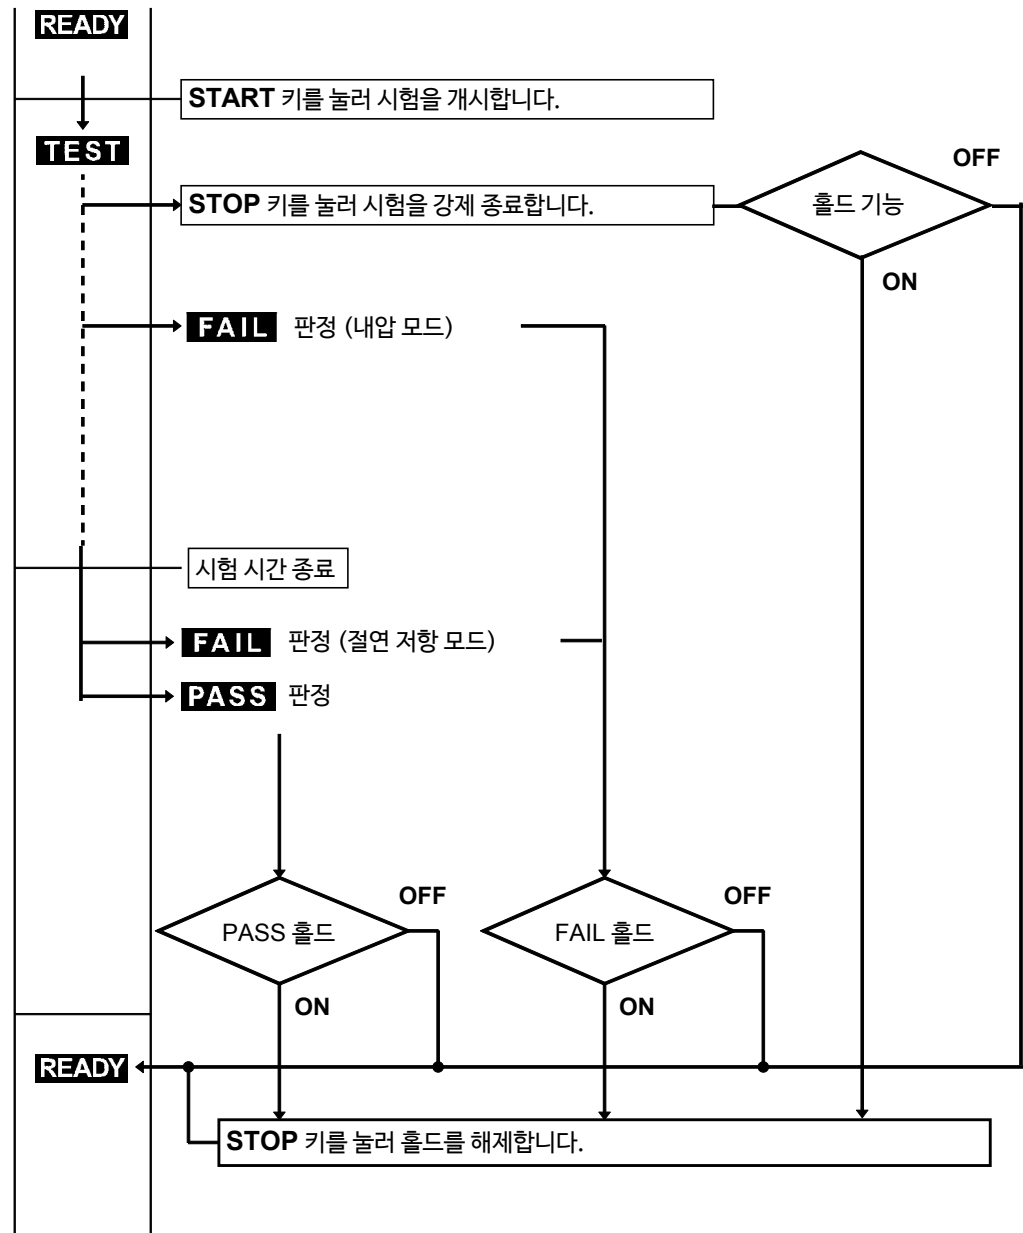 READY
START 키를 눌러 시험을 개시합니다.
TEST
OFF
STOP 키를 눌러 시험을 강제 종료합니다.
홀드 기능
ON
FAIL 판정 (내압 모드)
시험 시간 종료
FAIL 판정 (절연 저항 모드)
PASS 판정
OFF
OFF
PASS 홀드
FAIL 홀드
ON
ON
READY
STOP 키를 눌러 홀드를 해제합니다.